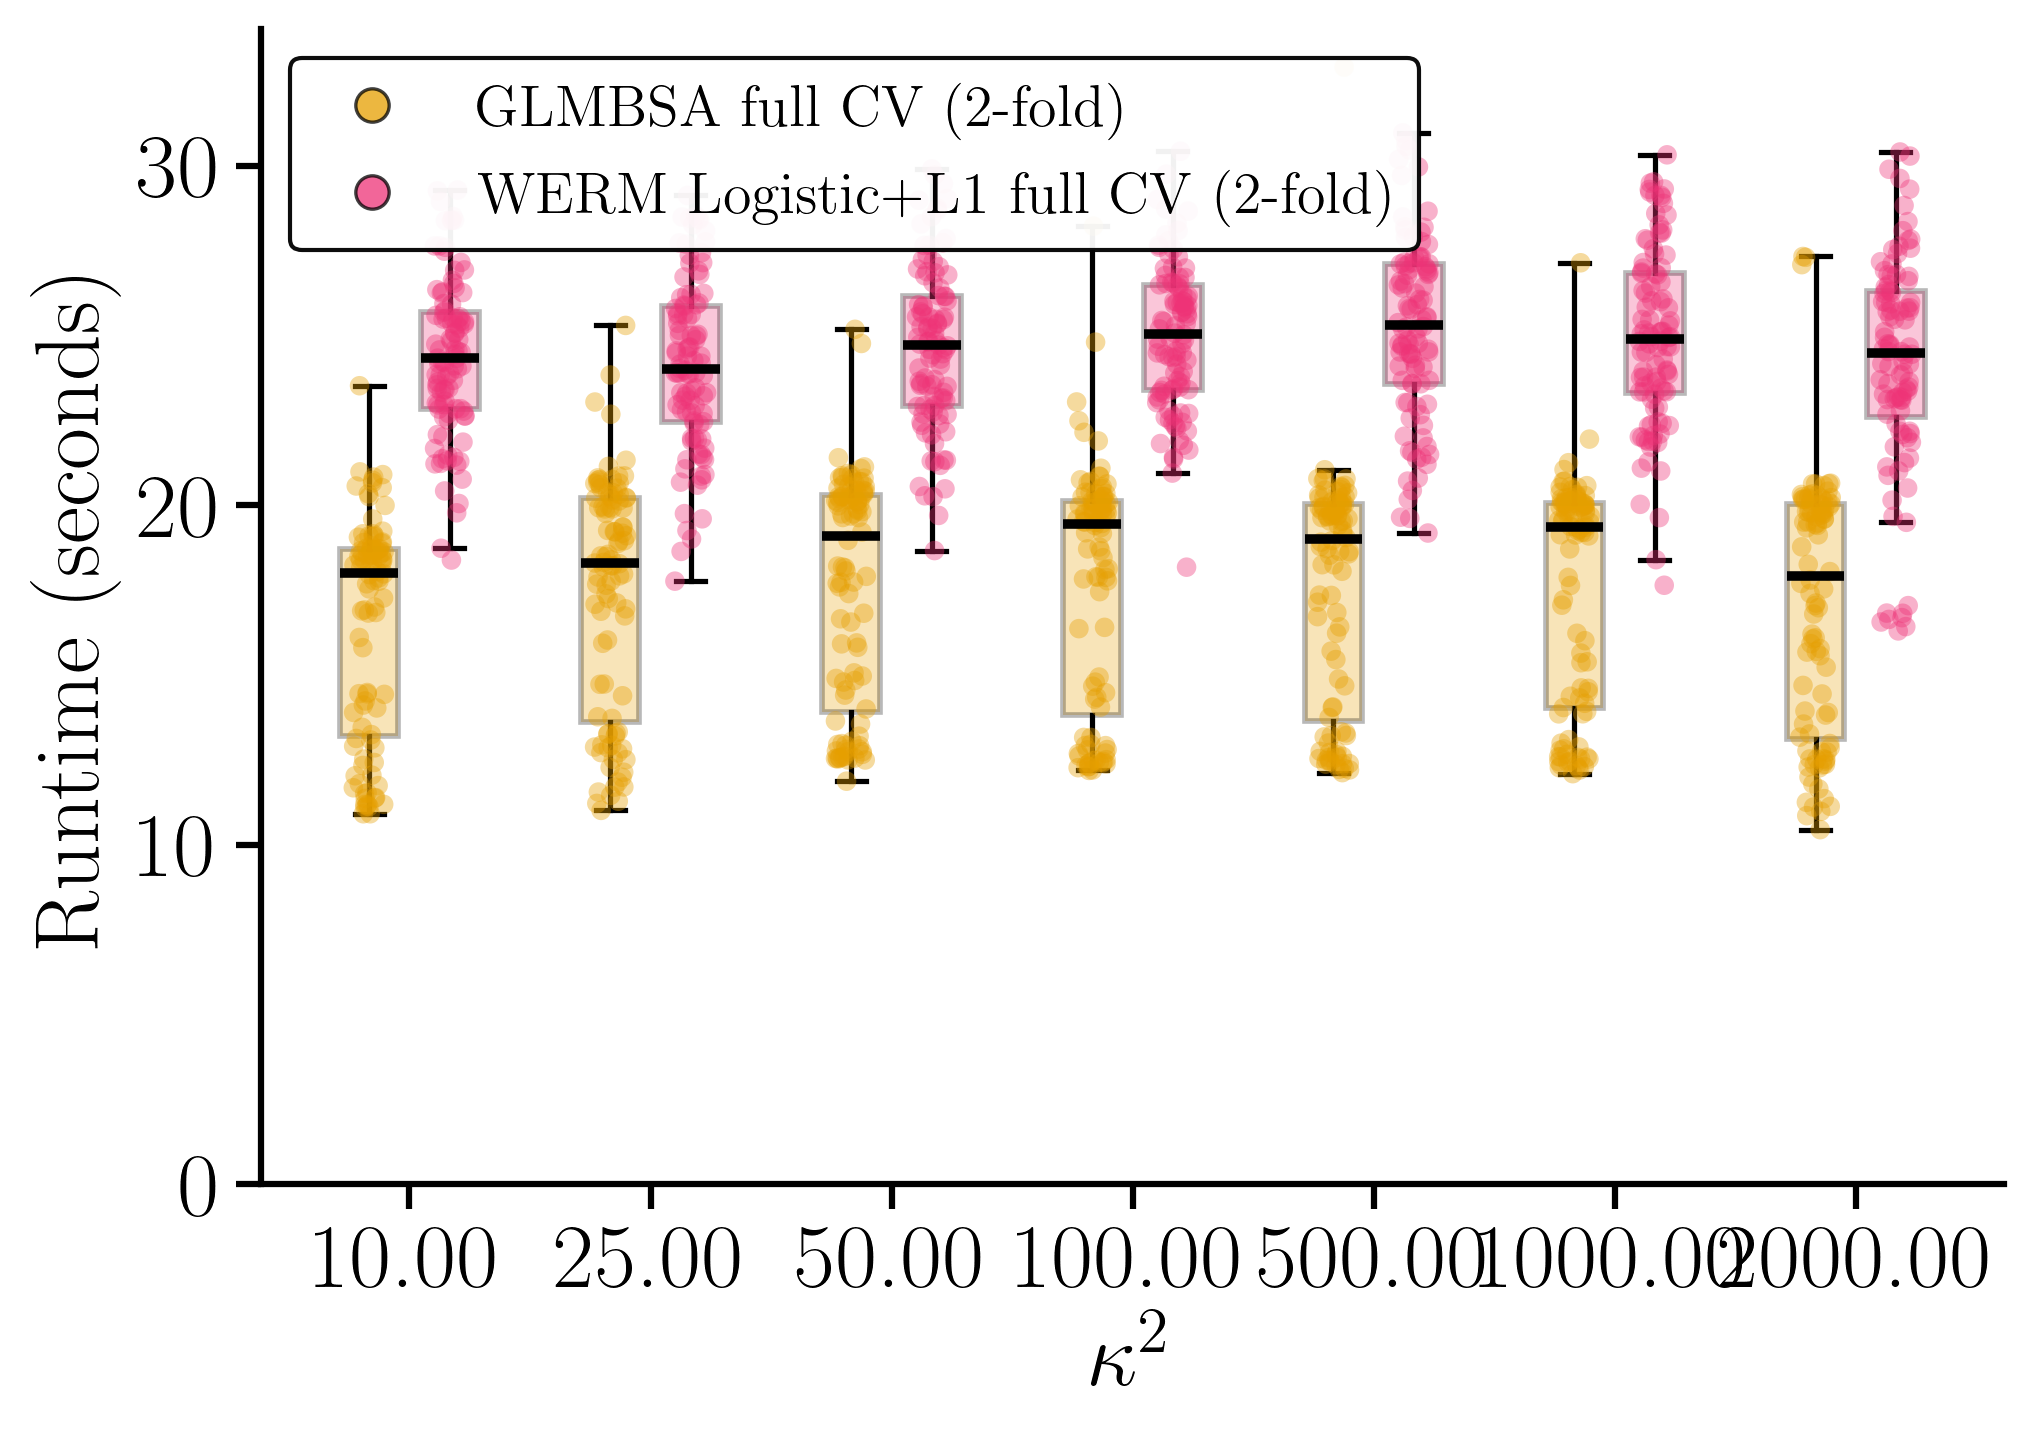 GLMBSA full CV (2-fold)
WERM Logistic+L1 full CV (2-fold)
Runtime (seconds)
30
20
10
0
10.00 25.00 50.00 100.00 500.00 1000.00 2000.00
κ²